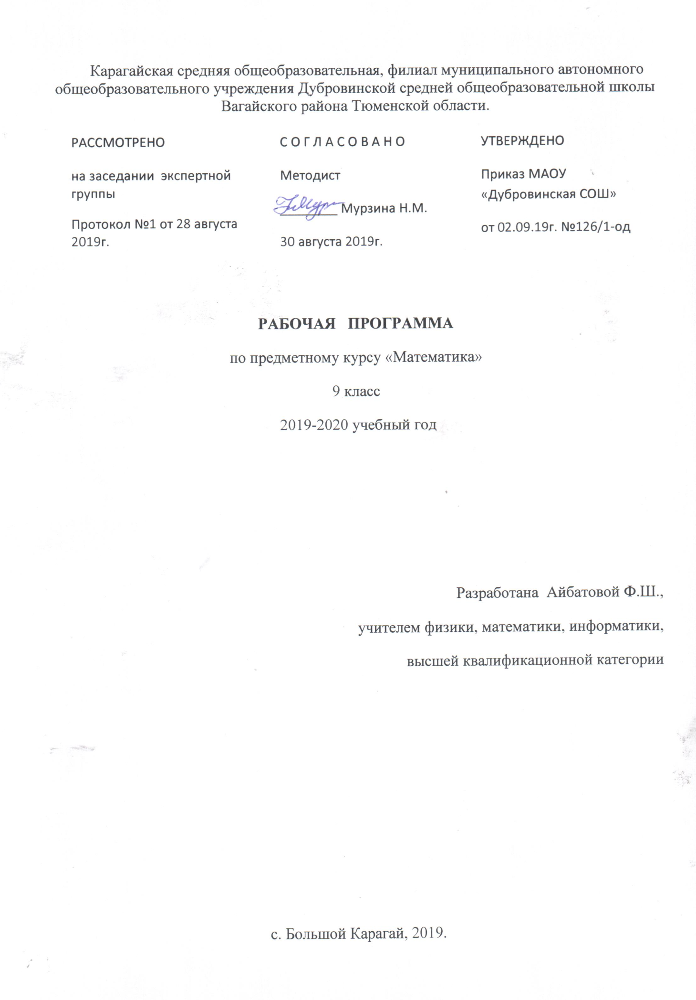 Карагайская средняя общеобразовательная, филиал муниципального автономного
общеобразовательного учреждения Дубровинской средней общеобразовательной школы
Вагайского района Тюменской области.
РАССМОТРЕНО
на заседании экспертной
группы
Протокол №1 от 28 августа
2019г.
С О Г Л А С О В А Н О
Методист
________ Мурзина Н.М.
30 августа 2019г.
УТВЕРЖДЕНО
Приказ МАОУ
«Дубровинская СОШ»
от 02.09.19г. №126/1-од
РАБОЧАЯ ПРОГРАММА
по предметному курсу «Математика»
9 класс
2019-2020 учебный год
Разработана Айбатовой Ф.Ш.,
учителем физики, математики, информатики,
высшей квалификационной категории
с. Большой Карагай, 2019.